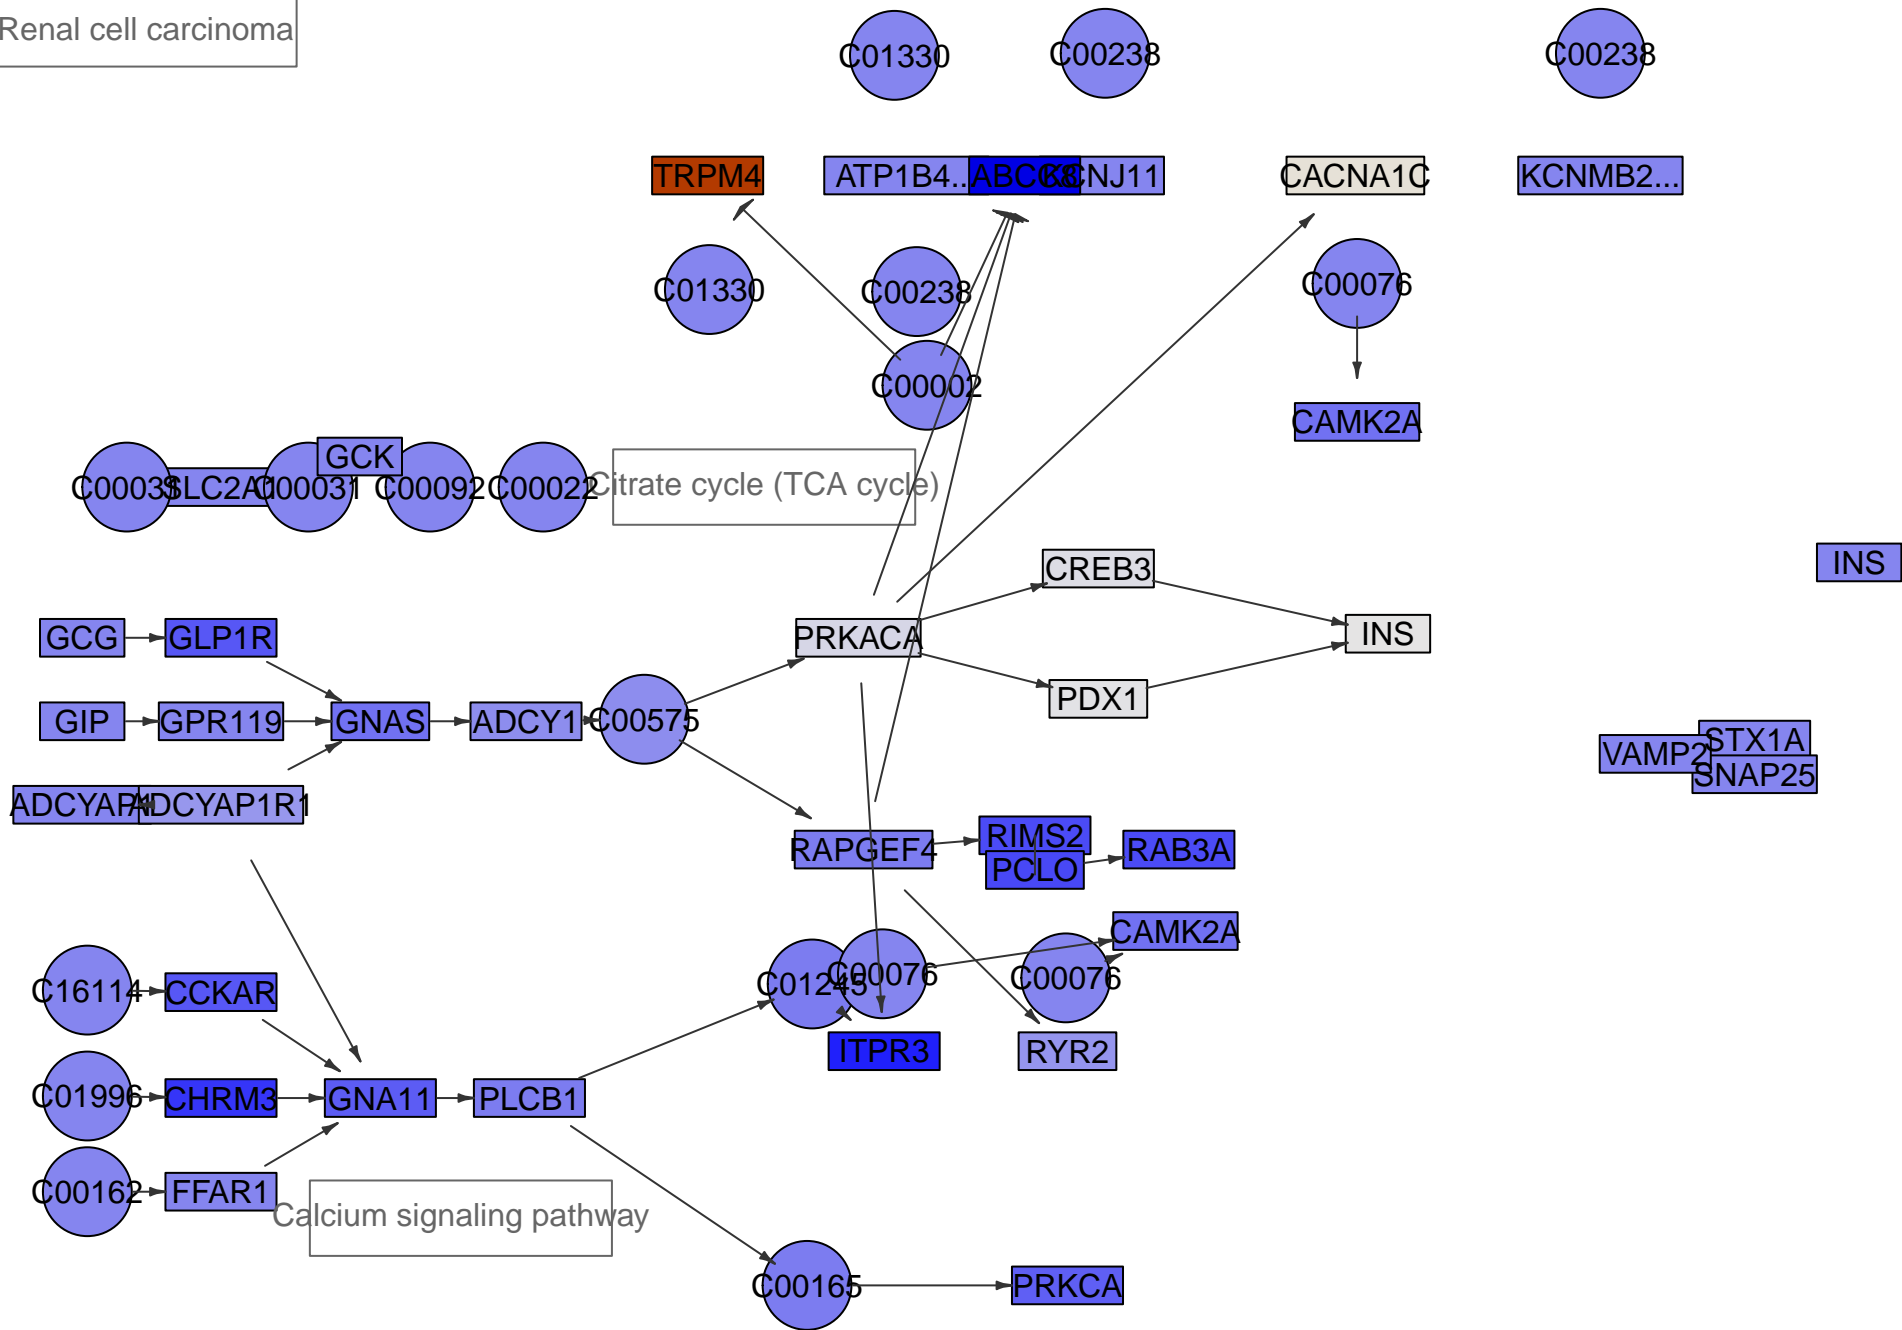 Renal cell carcinoma
C01330
C00238
C00238
TRPM4
ATP1B4...
ABCC8
KCNJ11
CACNA1C
KCNMB2...
C01330
C00238
C00076
C00002
CAMK2A
C00031
SLC2A1
C00031
GCK
C00092
C00022
Citrate cycle (TCA cycle)
CREB3
INS
GCG
GLP1R
PRKACA
INS
PDX1
GIP
GPR119
GNAS
ADCY1
C00575
STX1A
VAMP2
SNAP25
ADCYAP1
ADCYAP1R1
RAPGEF4
RIMS2
PCLO
RAB3A
CAMK2A
C16114
CCKAR
C01245
C00076
C00076
ITPR3
RYR2
C01996
CHRM3
GNA11
PLCB1
C00162
FFAR1
Calcium signaling pathway
C00165
PRKCA